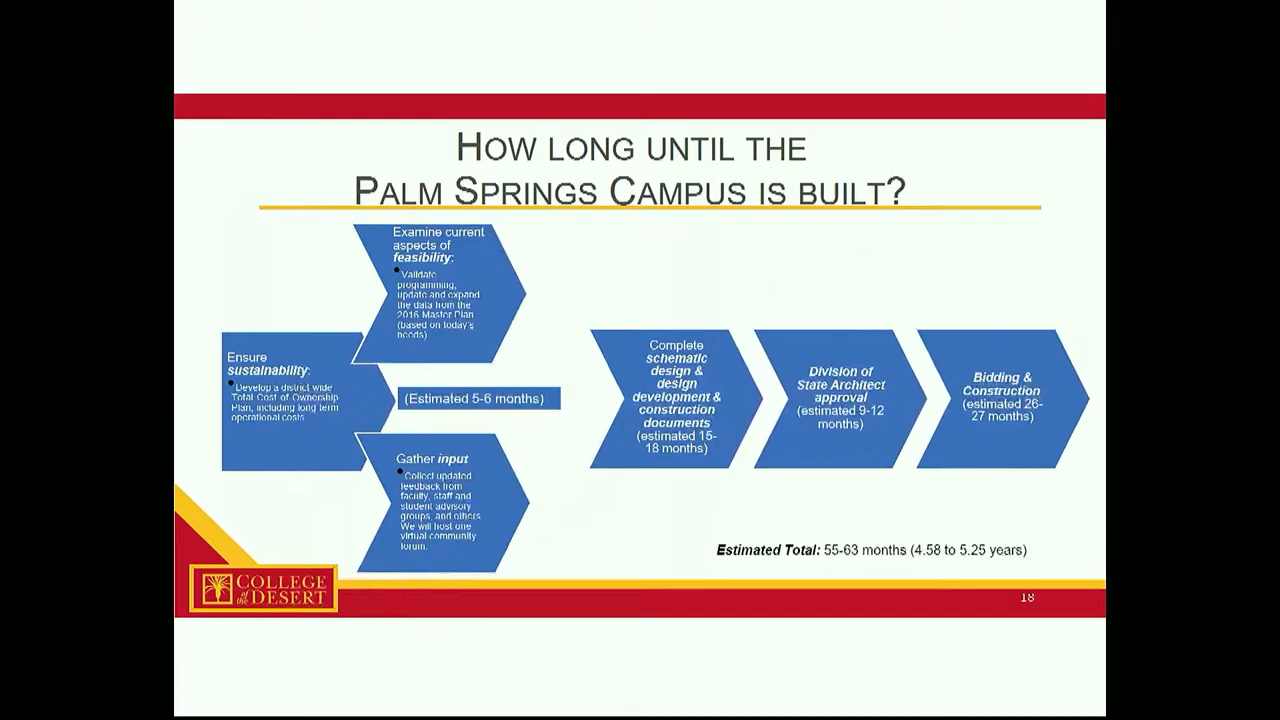 HOW LONG UNTIL THE
PALM SPRINGS CAMPUS IS BUILT?
Examine current
aspects of
feasibility:
• Validate
programming,
update and expand
the data from the
2016 Master Plan
(based on today's
needs)
Ensure
sustainability:
• Develop a district wide
Total Cost of Ownership
Plan, including long term
operational costs
(Estimated 5-6 months)
Gather input
• Collect updated
feedback from
faculty, staff and
student advisory
groups, and others.
We will host one
virtual community
forum.
Complete
schematic
design &
design
development &
construction
documents
(estimated 15-
18 months)
Division of
State Architect
approval
(estimated 9-12
months)
Bidding &
Construction
(estimated 26-
27 months)
Estimated Total: 55-63 months (4.58 to 5.25 years)
COLLEGE
of the DESERT
18